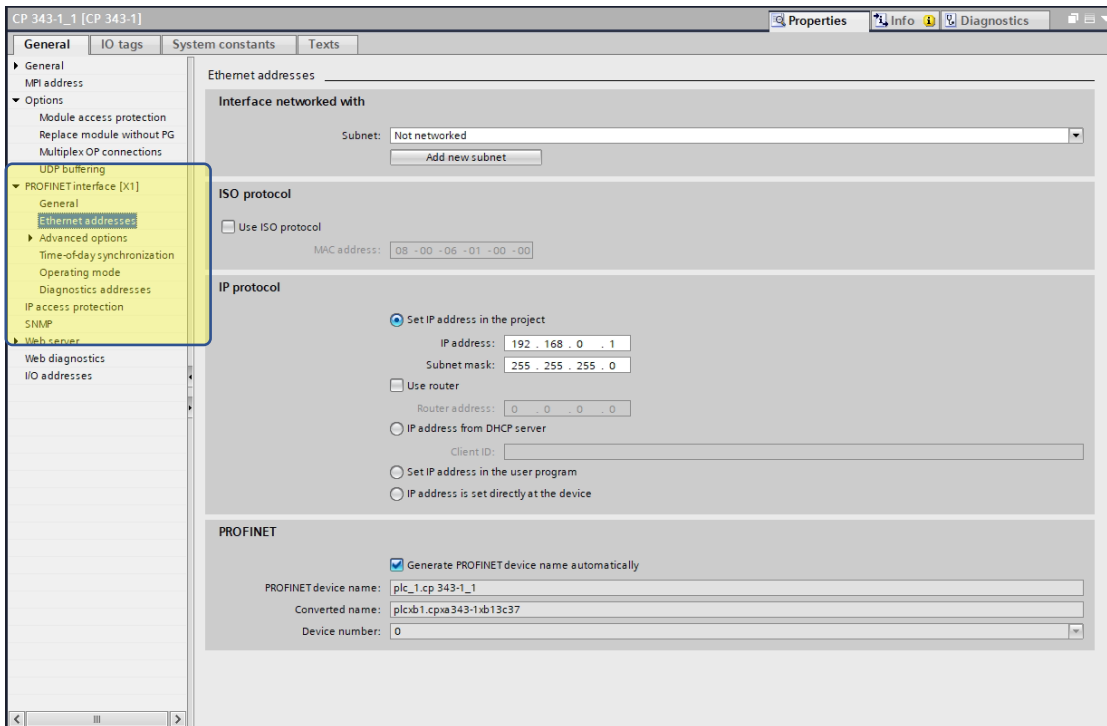 CP 343-1_1 [CP 343-1]
Properties
Info
Diagnostics
General
IO tags
System constants
Texts
General
MPI address
Options
Module access protection
Replace module without PG
Multiplex OP connections
UDP buffering
PROFINET interface [X1]
General
Ethernet addresses
Advanced options
Time-of-day synchronization
Operating mode
Diagnostics addresses
IP access protection
SNMP
Web server
Web diagnostics
I/O addresses
Ethernet addresses
Interface networked with
Subnet: Not networked
Add new subnet
ISO protocol
Use ISO protocol
MAC address: 08 -00 -06 -01 -00 -00
IP protocol
Set IP address in the project
IP address: 192 . 168 . 0 . 1
Subnet mask: 255 . 255 . 255 . 0
Use router
Router address: 0 . 0 . 0 . 0
IP address from DHCP server
Client ID:
Set IP address in the user program
IP address is set directly at the device
PROFINET
Generate PROFINET device name automatically
PROFINET device name: plc_1.cp 343-1_1
Converted name: plcxb1.cpxa343-1xb13c37
Device number: 0